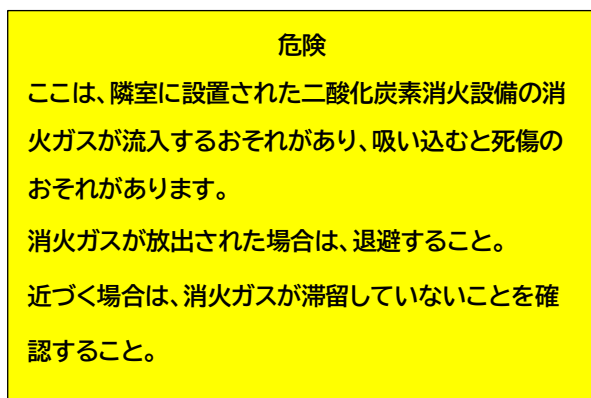 危険
ここは、隣室に設置された二酸化炭素消火設備の消
火ガスが流入するおそれがあり、吸い込むと死傷の
おそれがあります。
消火ガスが放出された場合は、退避すること。
近づく場合は、消火ガスが滞留していないことを確
認すること。